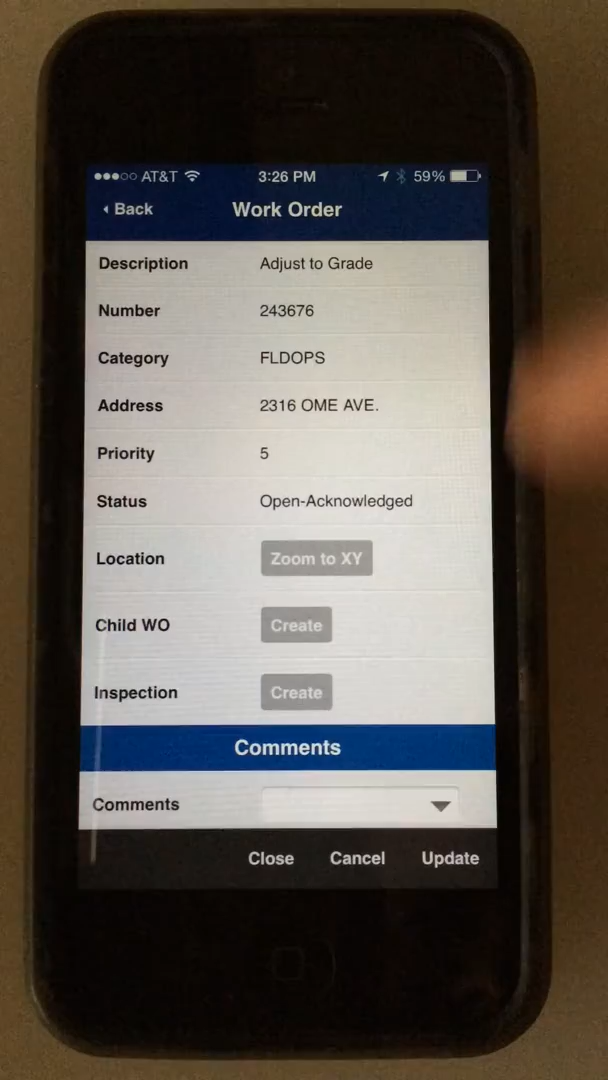 AT&T 3:26 PM 59%
Back Work Order
Description Adjust to Grade
Number 243676
Category FLDOPS
Address 2316 OME AVE.
Priority 5
Status Open-Acknowledged
Location Zoom to XY
Child WO Create
Inspection Create
Comments
Comments
Close Cancel Update